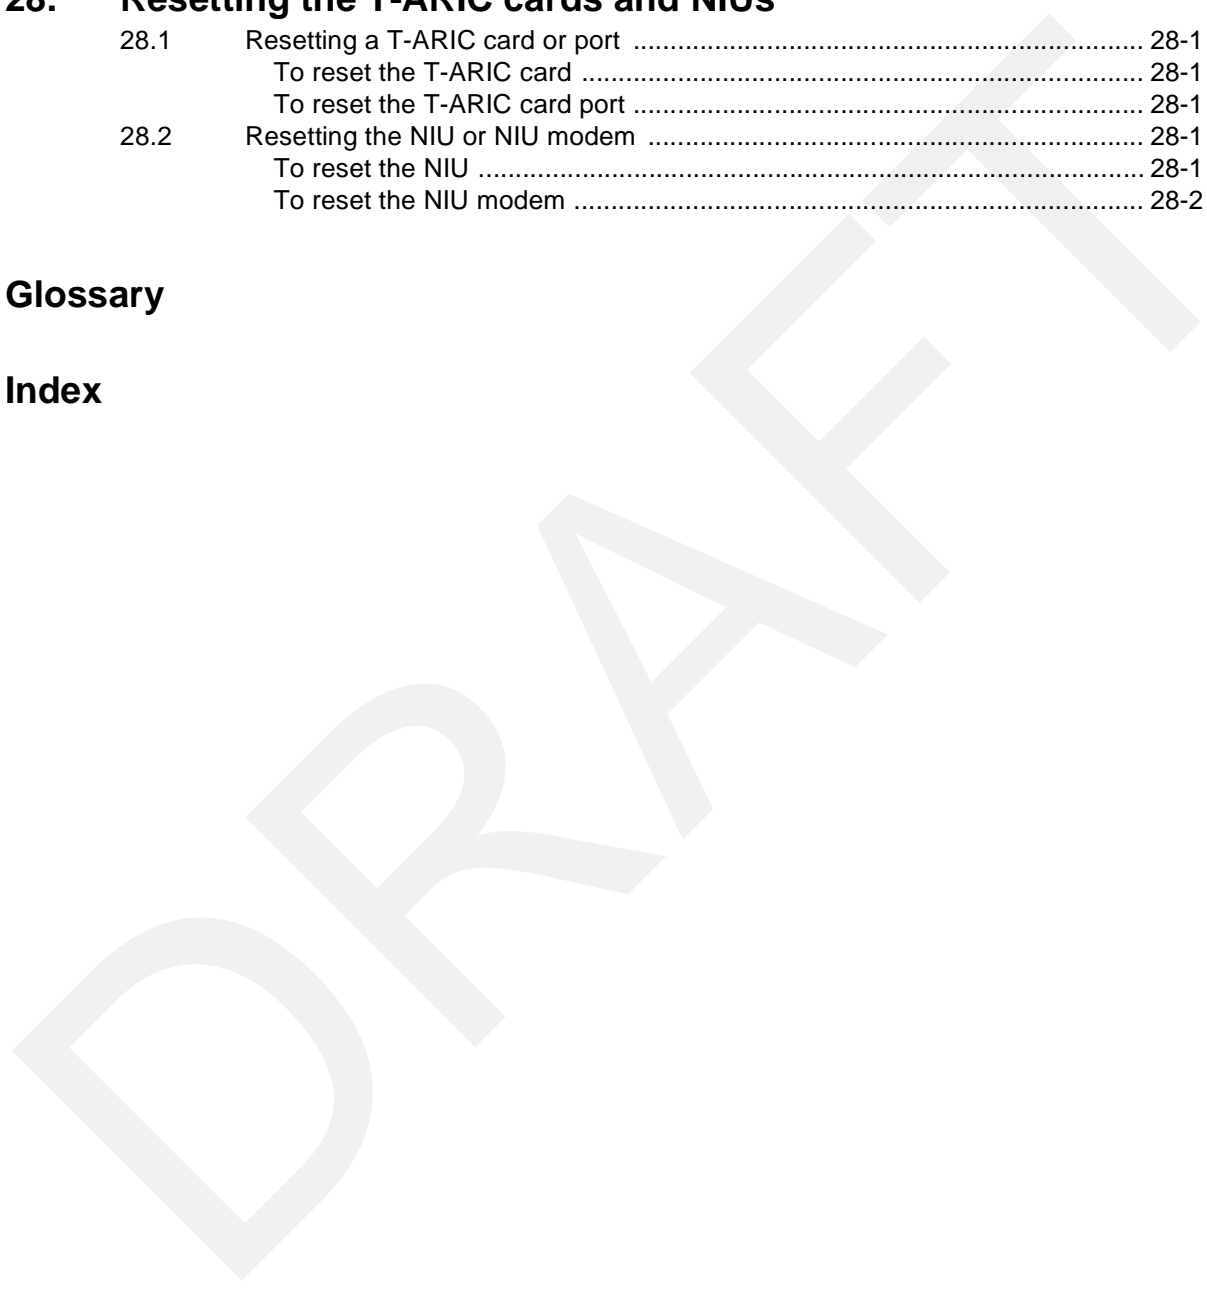 28. Resetting the T-ARIC cards and NIUs
28.1 Resetting a T-ARIC card or port ..................................................................... 28-1
To reset the T-ARIC card ............................................................................ 28-1
To reset the T-ARIC card port ..................................................................... 28-1
28.2 Resetting the NIU or NIU modem ................................................................... 28-1
To reset the NIU .......................................................................................... 28-1
To reset the NIU modem ............................................................................. 28-2
Glossary
Index
DRAFT